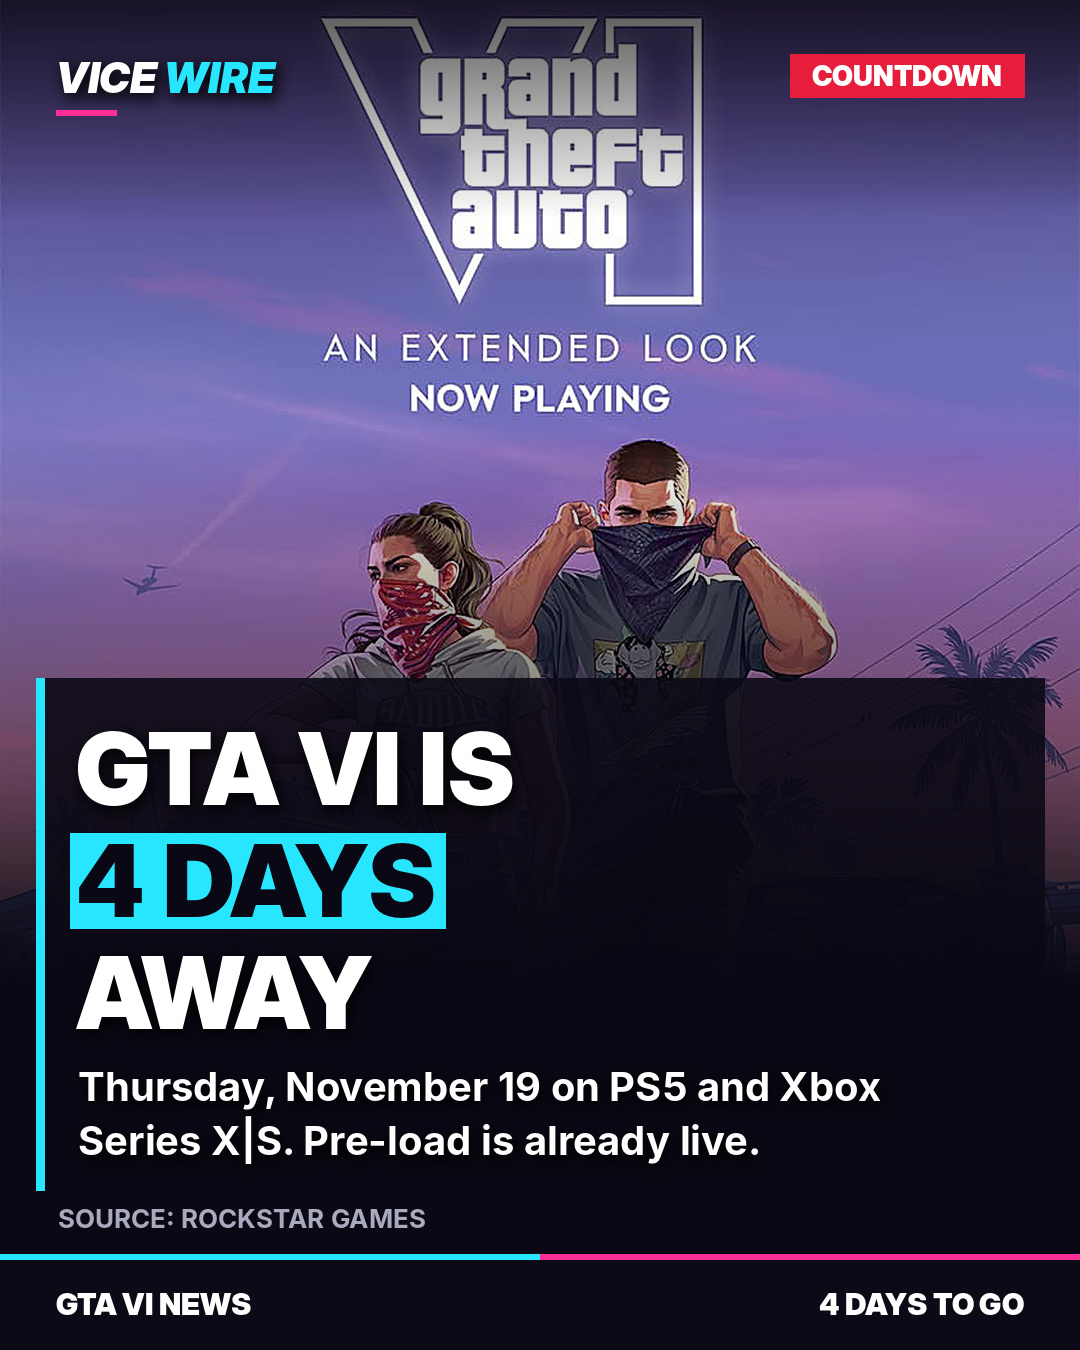 VICE WIRE
COUNTDOWN
VI
grand
theft
auto
AN EXTENDED LOOK
NOW PLAYING
GTA VI IS
4 DAYS
AWAY
Thursday, November 19 on PS5 and Xbox
Series X|S. Pre-load is already live.
SOURCE: ROCKSTAR GAMES
GTA VI NEWS
4 DAYS TO GO